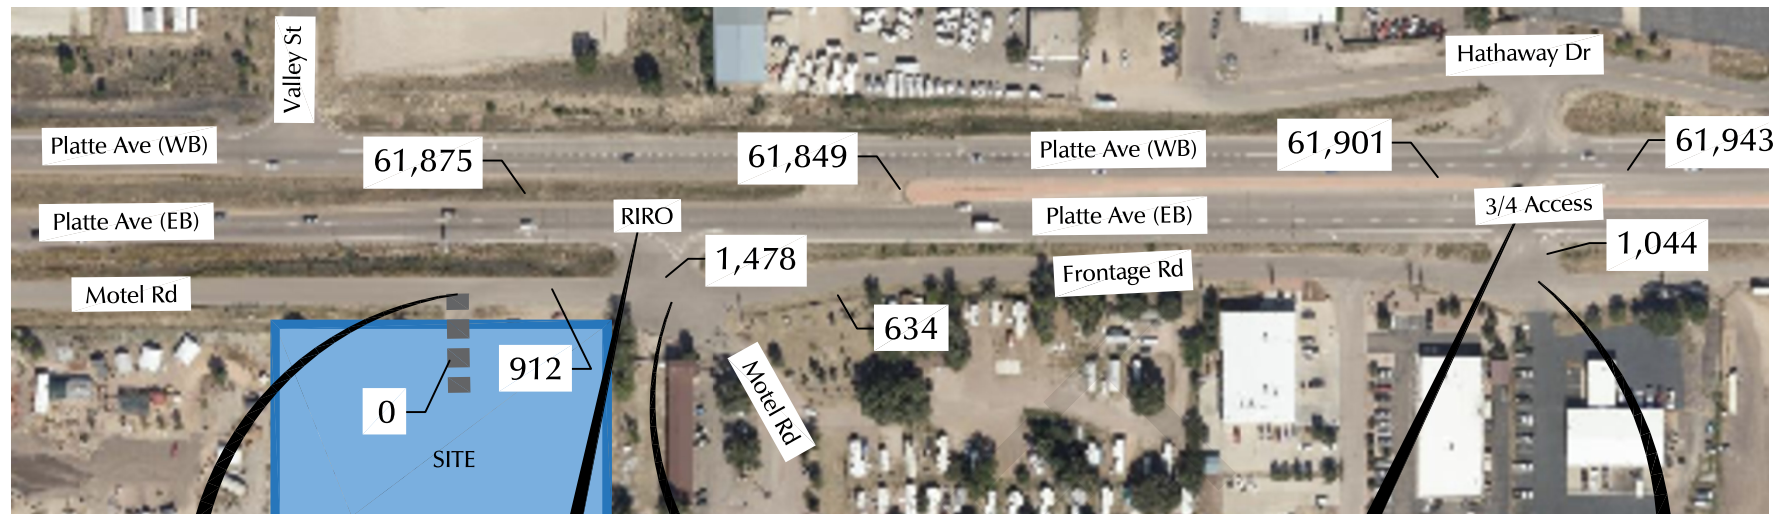 Valley St
Hathaway Dr
Platte Ave (WB)
61,875
61,849
Platte Ave (WB)
61,901
61,943
Platte Ave (EB)
RIRO
Platte Ave (EB)
3/4 Access
1,478
1,044
Motel Rd
Frontage Rd
634
912
0
Motel Rd
SITE